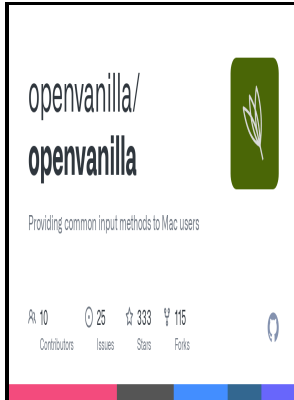 openvanilla/
openvanilla
Providing common input methods to Mac users
10 25 333 115
Contributors Issues Stars Forks